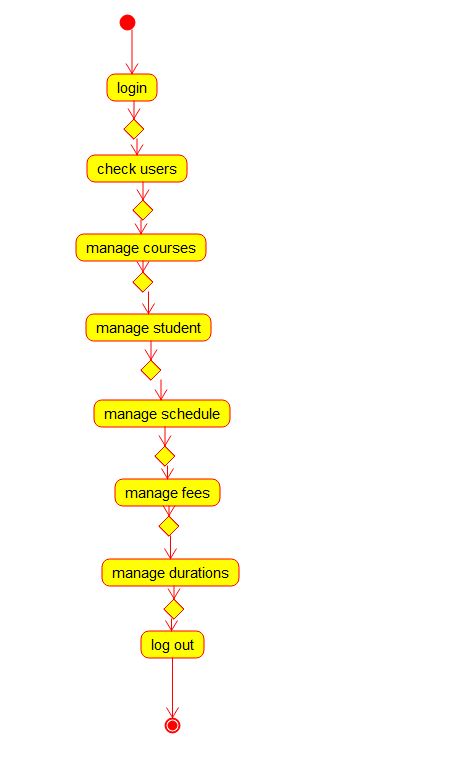 login
check users
manage courses
manage student
manage schedule
manage fees
manage durations
log out